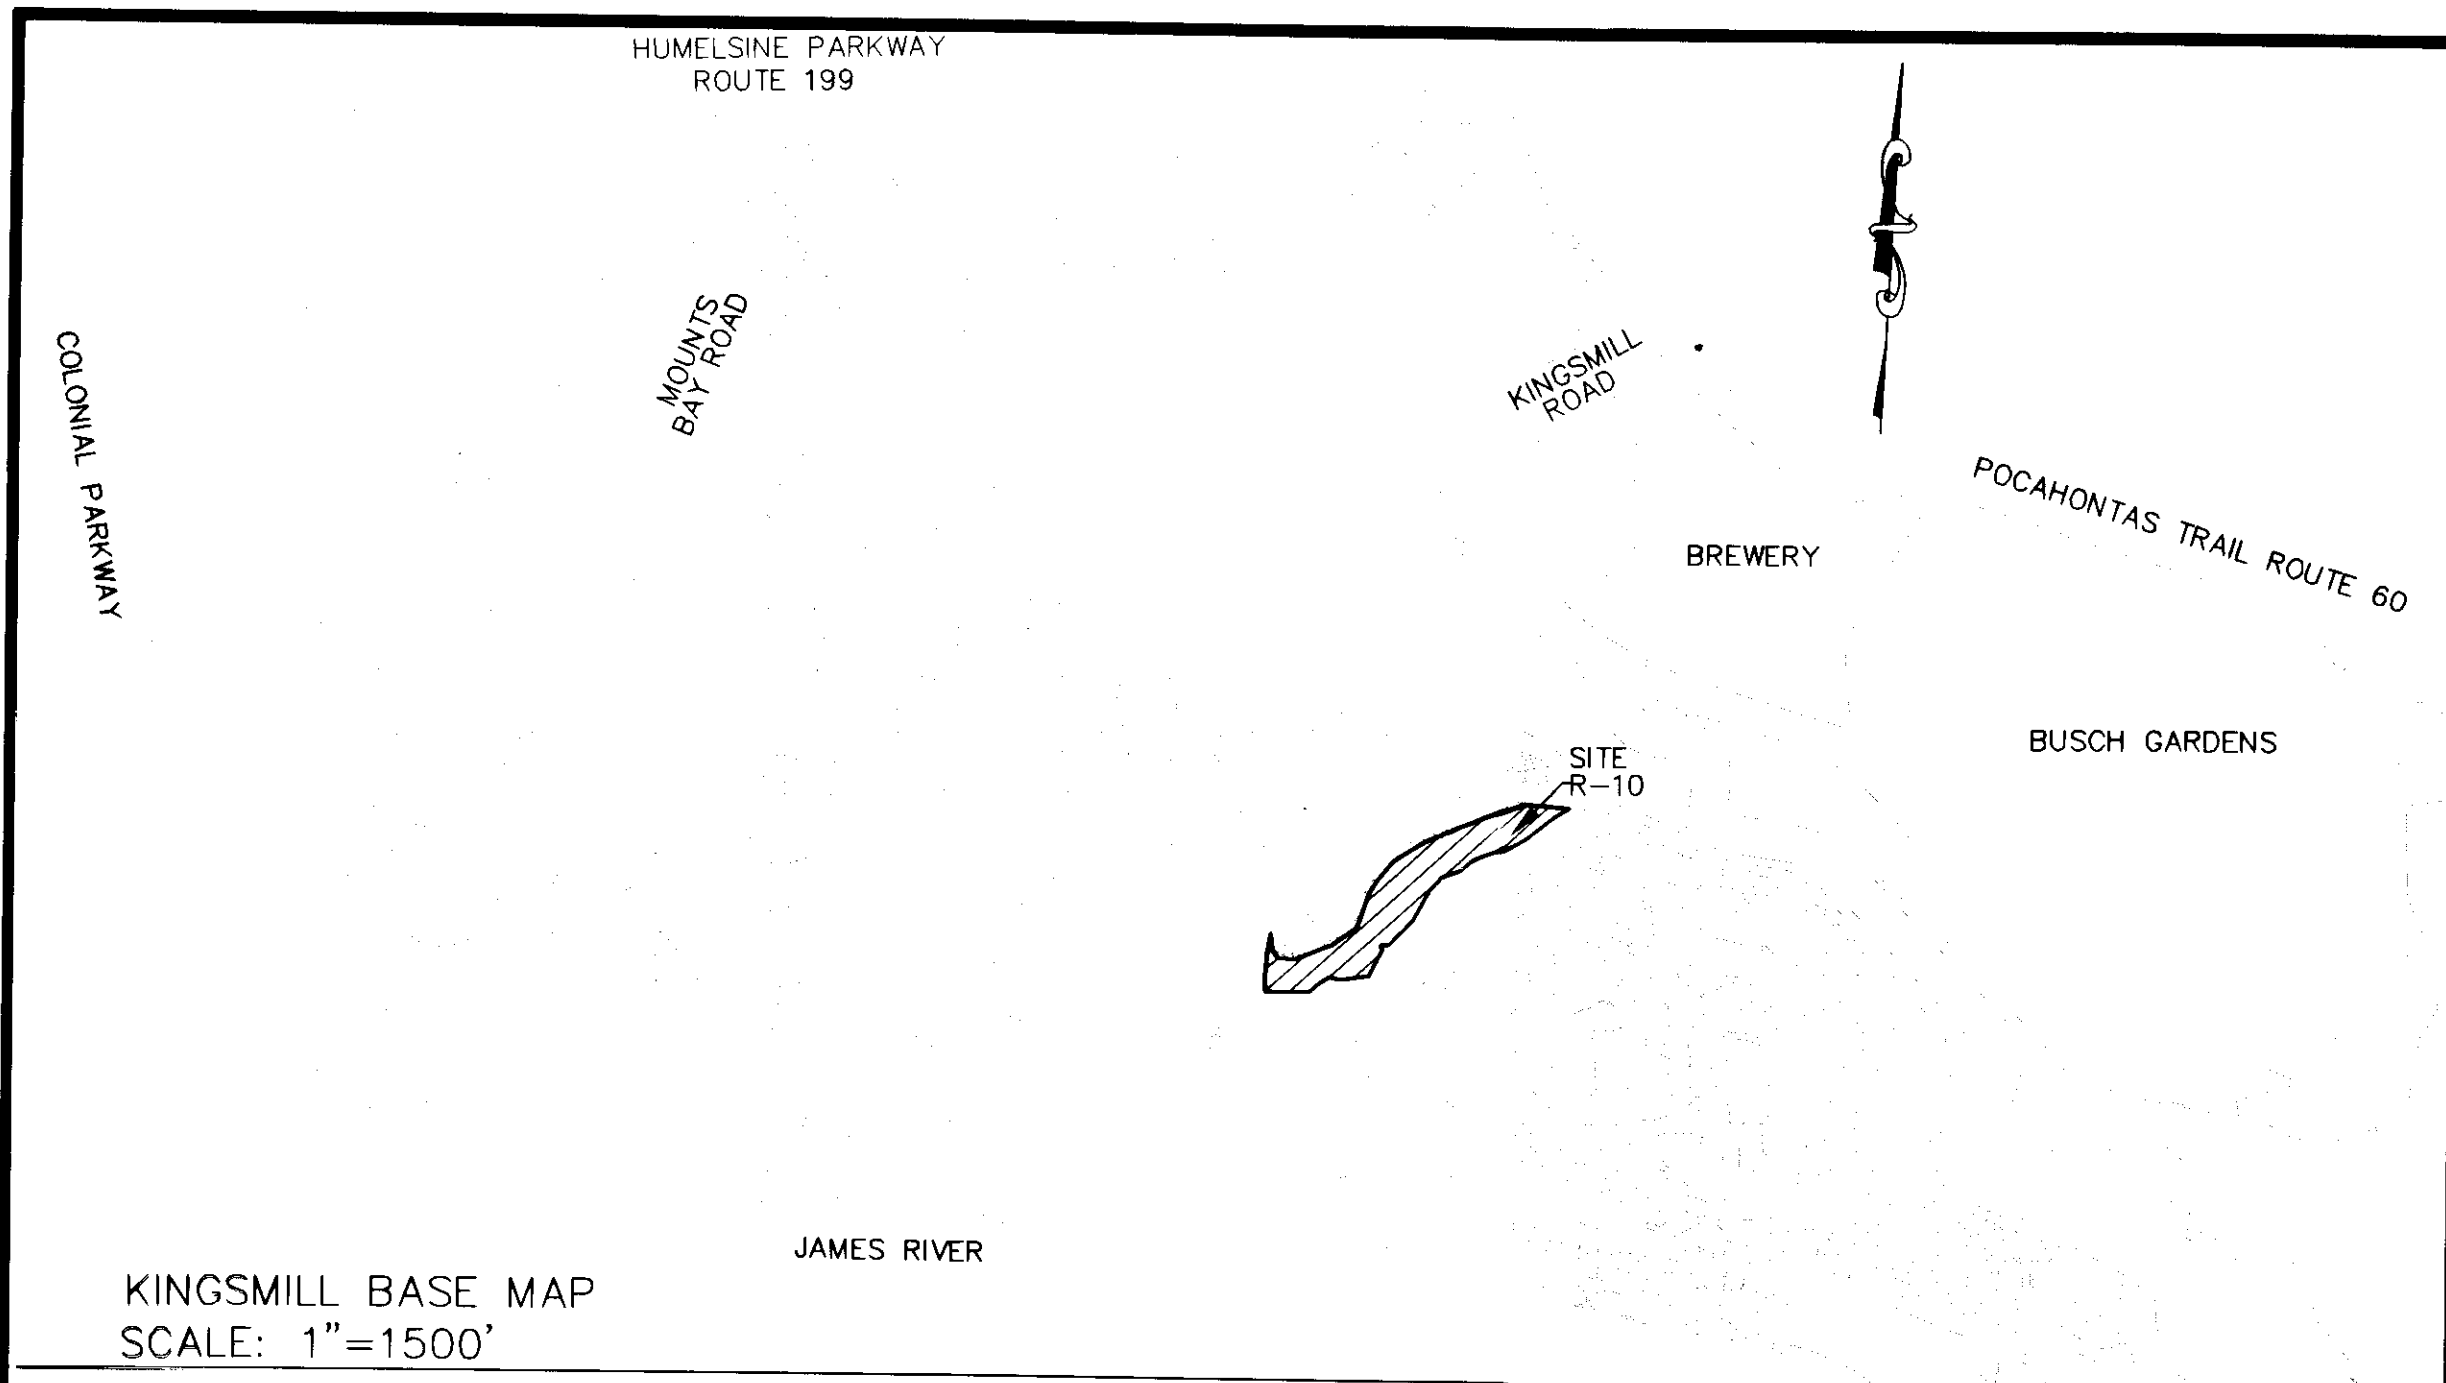 HUMELSINE PARKWAY
ROUTE 199
COLONIAL PARKWAY
MOUNTS
BAY ROAD
KINGSMILL
ROAD
POCAHONTAS TRAIL ROUTE 60
BREWERY
BUSCH GARDENS
SITE
R-10
JAMES RIVER
KINGSMILL BASE MAP
SCALE: 1"=1500'